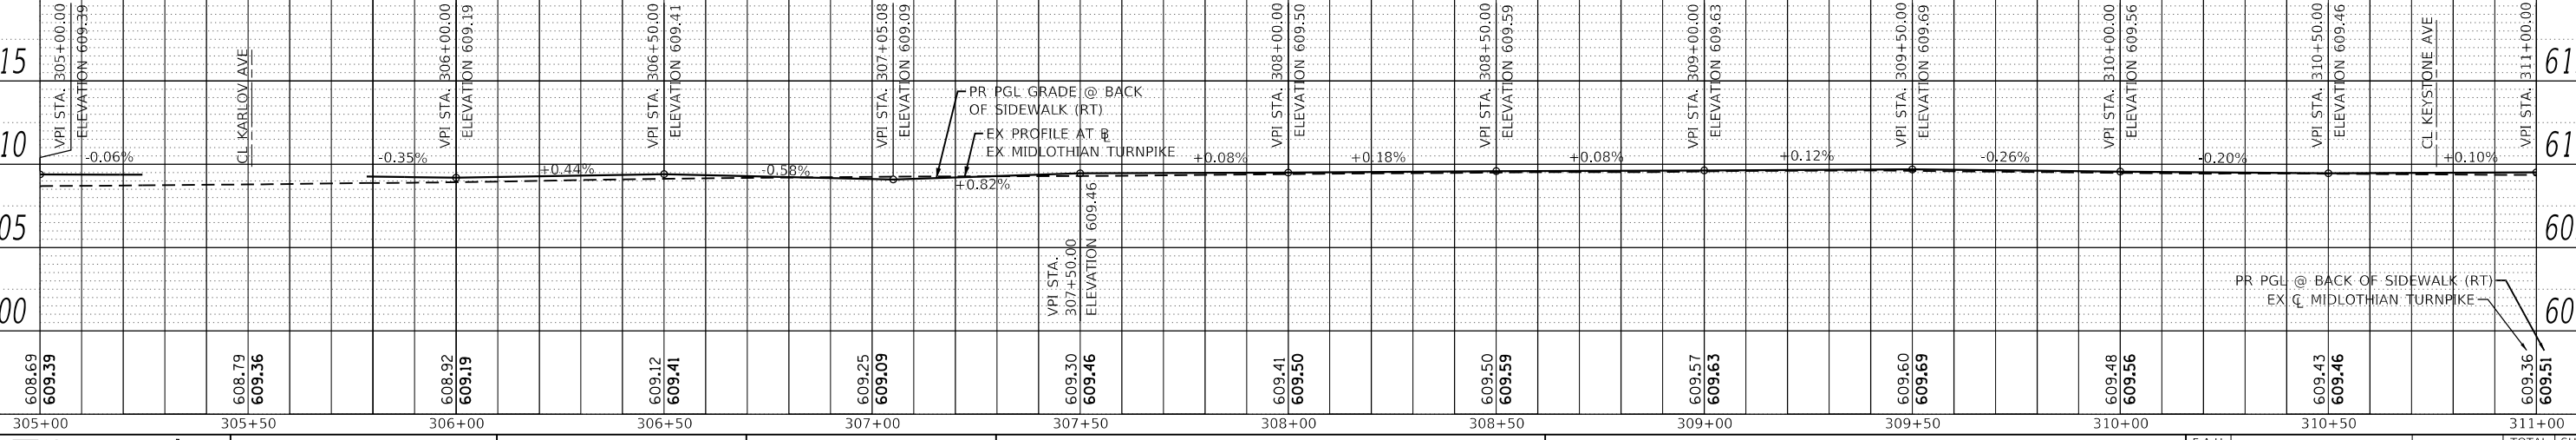 VPI STA. 305+00.00
ELEVATION 609.39
CL KARLOV AVE
VPI STA. 306+00.00
ELEVATION 609.19
VPI STA. 306+50.00
ELEVATION 609.41
VPI STA. 307+05.08
ELEVATION 609.09
VPI STA. 308+00.00
ELEVATION 609.50
VPI STA. 308+50.00
ELEVATION 609.59
VPI STA. 309+00.00
ELEVATION 609.63
VPI STA. 309+50.00
ELEVATION 609.69
VPI STA. 310+00.00
ELEVATION 609.56
VPI STA. 310+50.00
ELEVATION 609.46
CL KEYSTONE AVE
VPI STA. 311+00.00
15
61
PR PGL GRADE @ BACK
OF SIDEWALK (RT)
EX PROFILE AT B
EX MIDLOTHIAN TURNPIKE
10
61
-0.06%
-0.35%
+0.44%
-0.58%
+0.82%
+0.08%
+0.18%
+0.08%
+0.12%
-0.26%
-0.20%
+0.10%
VPI STA.
307+50.00
ELEVATION 609.46
05
60
PR PGL @ BACK OF SIDEWALK (RT)
EX ℄ MIDLOTHIAN TURNPIKE
00
60
608.69
609.39
608.79
609.36
608.92
609.19
609.12
609.41
609.25
609.09
609.30
609.46
609.41
609.50
609.50
609.59
609.57
609.63
609.60
609.69
609.48
609.56
609.43
609.46
609.36
609.51
305+00 305+50 306+00 306+50 307+00 307+50 308+00 308+50 309+00 309+50 310+00 310+50 311+00